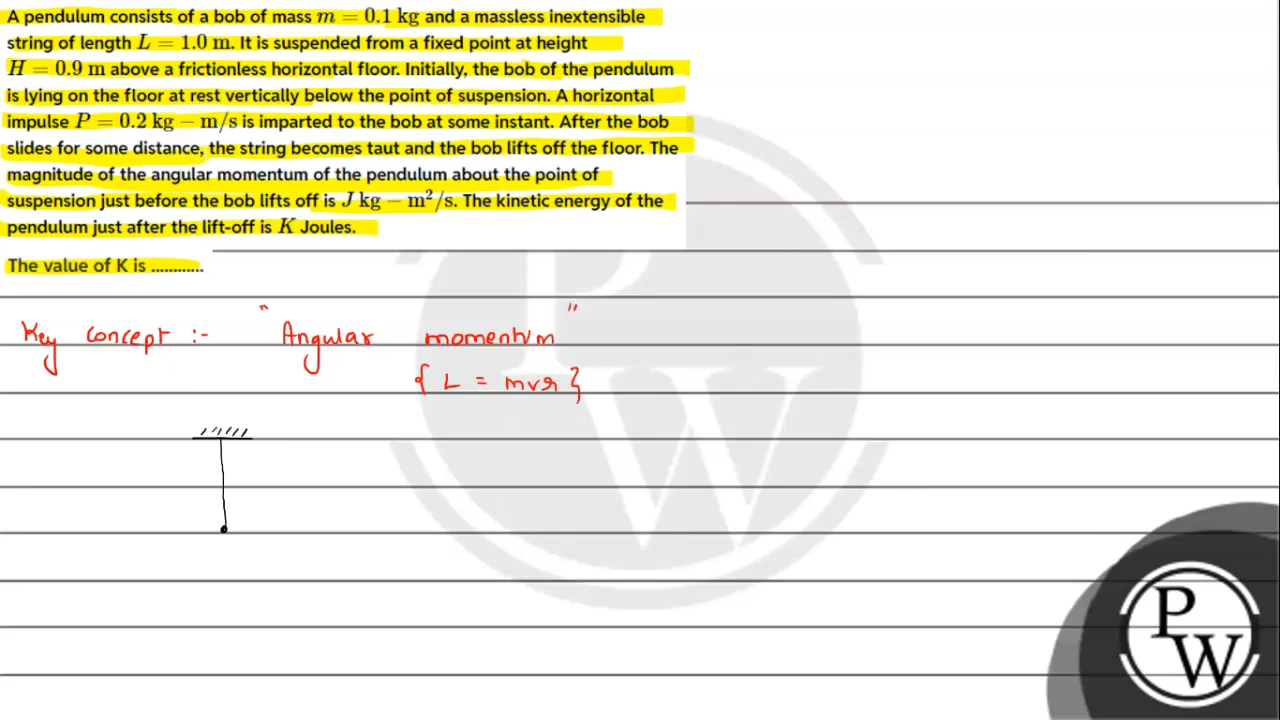 A pendulum consists of a bob of mass m = 0.1 kg and a massless inextensible
string of length L = 1.0 m. It is suspended from a fixed point at height
H = 0.9 m above a frictionless horizontal floor. Initially, the bob of the pendulum
is lying on the floor at rest vertically below the point of suspension. A horizontal
impulse P = 0.2 kg − m/s is imparted to the bob at some instant. After the bob
slides for some distance, the string becomes taut and the bob lifts off the floor. The
magnitude of the angular momentum of the pendulum about the point of
suspension just before the bob lifts off is J kg − m²/s. The kinetic energy of the
pendulum just after the lift-off is K Joules.
The value of K is ............
Key concept :- "Angular momentum"
{ L = mvr }
P
W
P
W